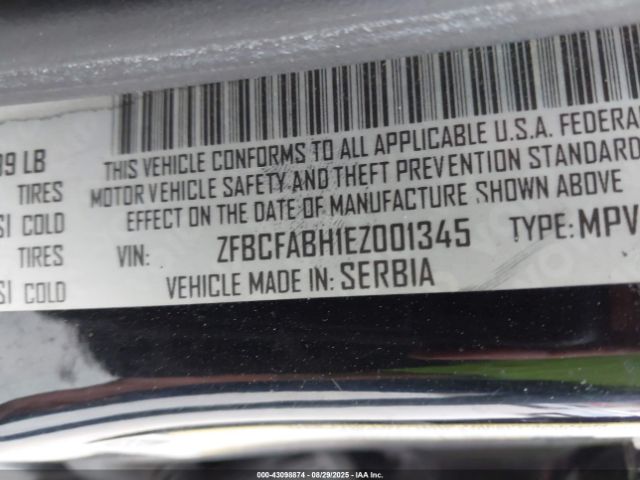 09 LB
TIRES
SI COLD
TIRES
SI COLD
THIS VEHICLE CONFORMS TO ALL APPLICABLE U.S.A. FEDERAL
MOTOR VEHICLE SAFETY AND THEFT PREVENTION STANDARD
EFFECT ON THE DATE OF MANUFACTURE SHOWN ABOVE
VIN: ZFBCFABH1EZ001345 TYPE: MPV
VEHICLE MADE IN: SERBIA
000-43098874 - 08/29/2025 - IAA Inc.